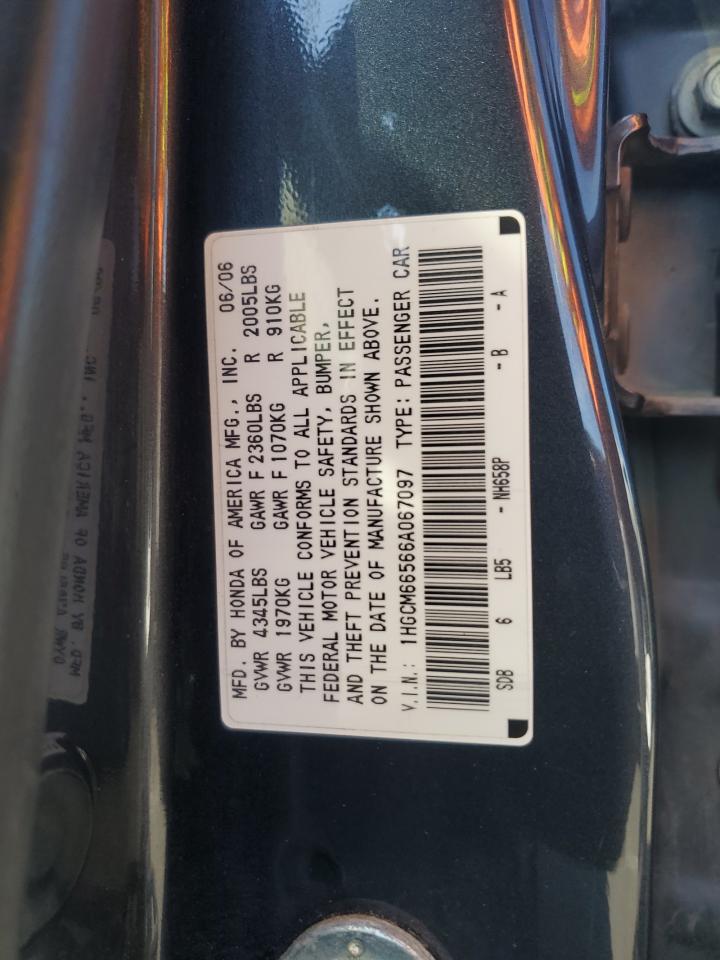 MFD. BY HONDA OF AMERICA MFG., INC. 06/06
GVWR 4345LBS GAWR F 2360LBS R 2005LBS
GVWR 1970KG GAWR F 1070KG R 910KG
THIS VEHICLE CONFORMS TO ALL APPLICABLE
FEDERAL MOTOR VEHICLE SAFETY, BUMPER,
AND THEFT PREVENTION STANDARDS IN EFFECT
ON THE DATE OF MANUFACTURE SHOWN ABOVE.
V.I.N.: 1HGCM66566A067097 TYPE: PASSENGER CAR
SDB 6 LB5 - NH658P - B - A